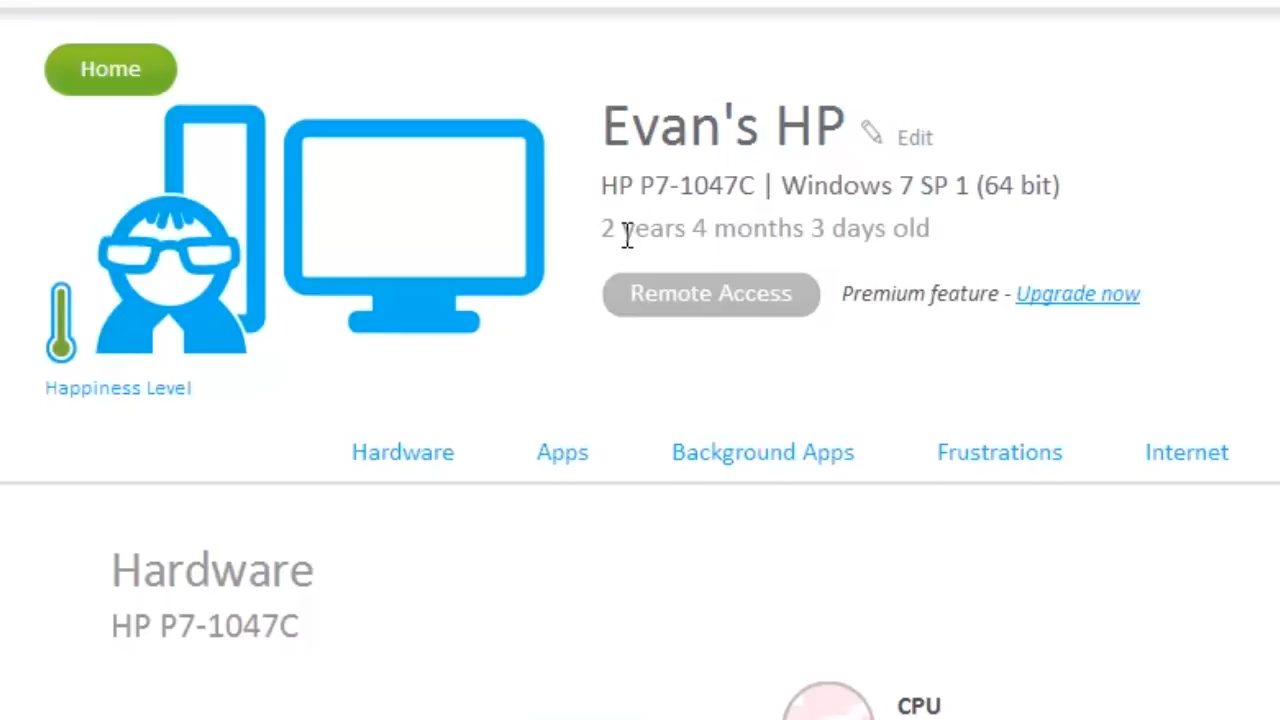 Home
Evan's HP Edit
HP P7-1047C | Windows 7 SP 1 (64 bit)
2 years 4 months 3 days old
Remote Access Premium feature - Upgrade now
Happiness Level
Hardware Apps Background Apps Frustrations Internet
Hardware
HP P7-1047C
CPU